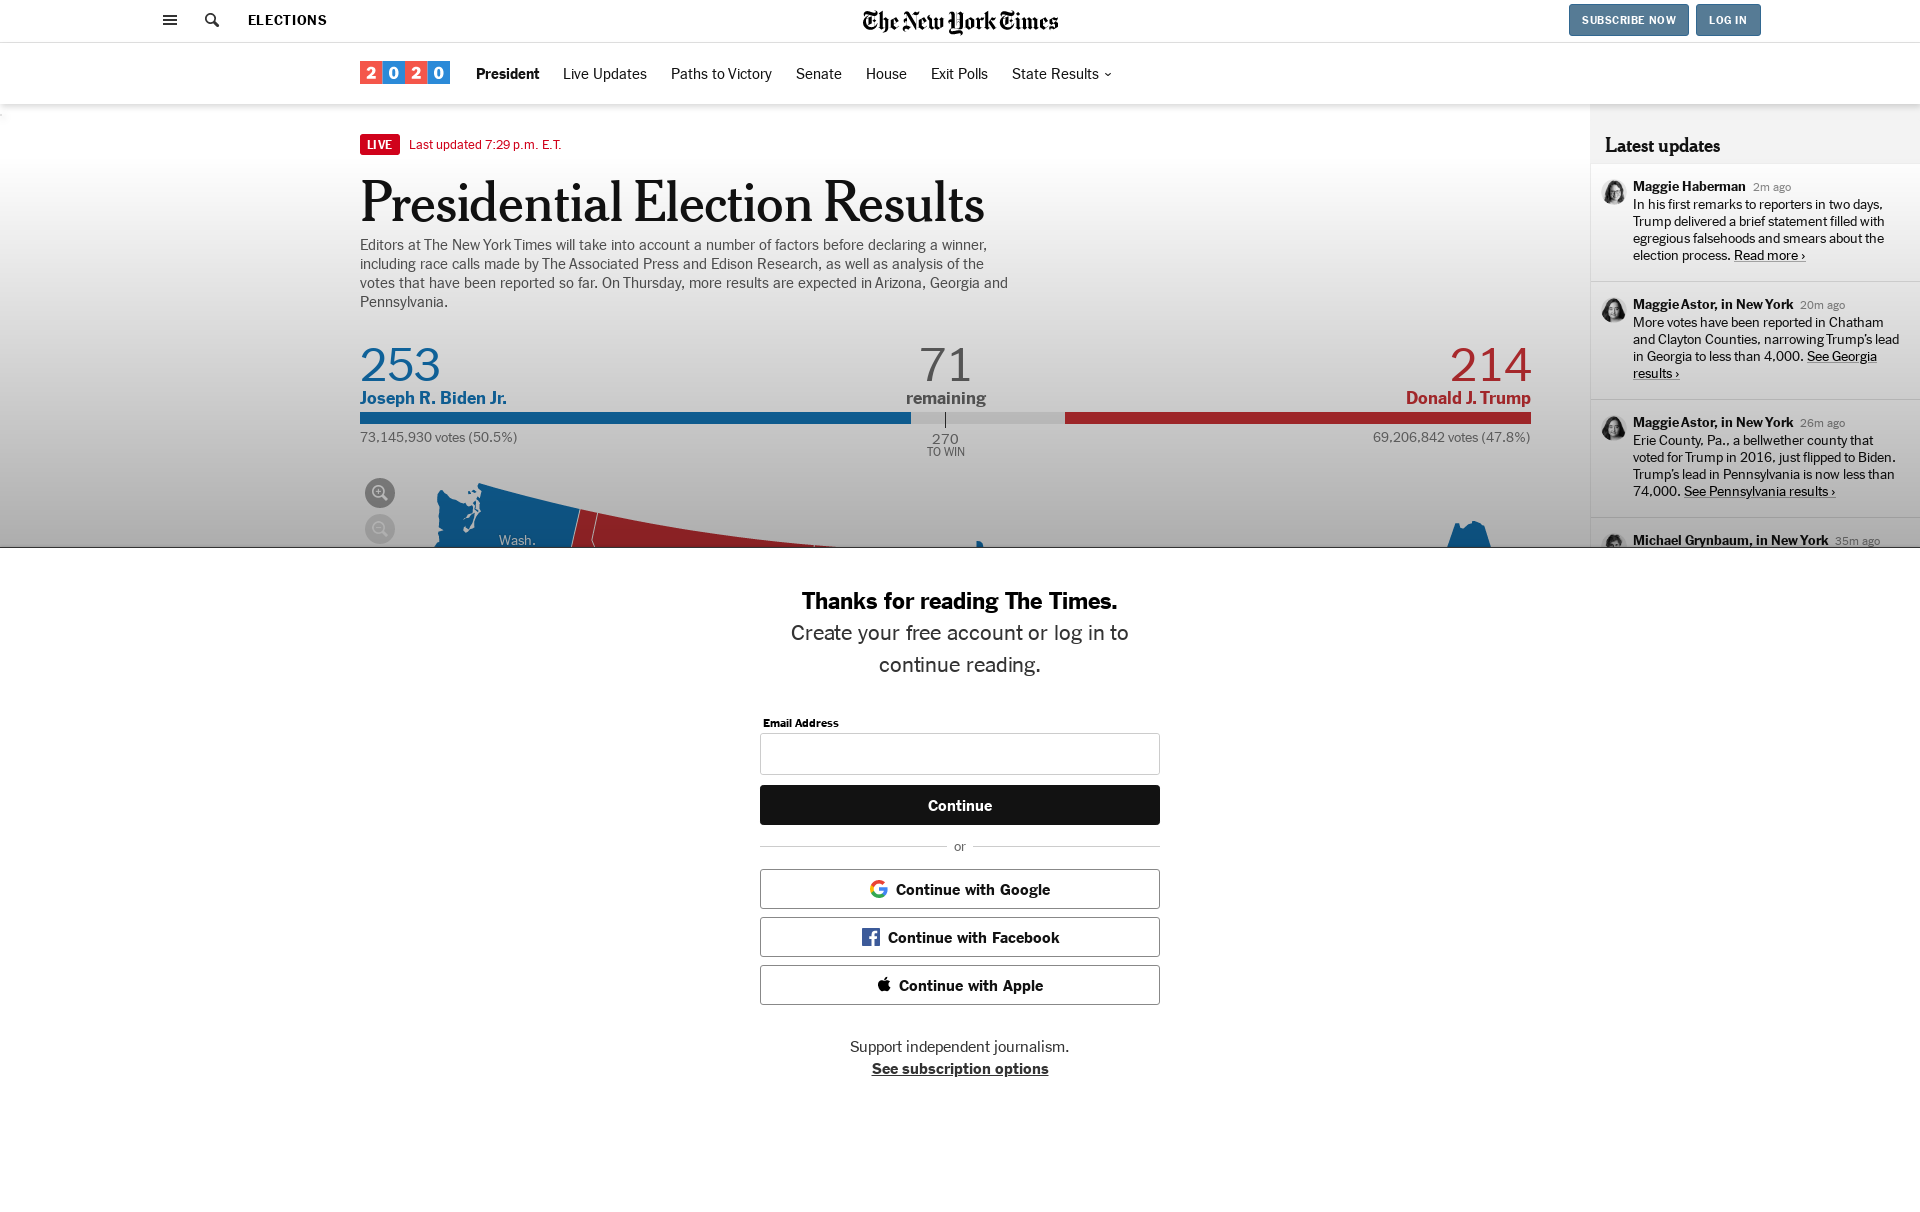 ELECTIONS
The New York Times
SUBSCRIBE NOW
LOG IN
2020
President
Live Updates
Paths to Victory
Senate
House
Exit Polls
State Results
LIVE
Last updated 7:29 p.m. E.T.
Presidential Election Results
Editors at The New York Times will take into account a number of factors before declaring a winner,
including race calls made by The Associated Press and Edison Research, as well as analysis of the
votes that have been reported so far. On Thursday, more results are expected in Arizona, Georgia and
Pennsylvania.
253
Joseph R. Biden Jr.
73,145,930 votes (50.5%)
71
remaining
270
TO WIN
214
Donald J. Trump
69,206,842 votes (47.8%)
Wash.
Latest updates
Maggie Haberman 2m ago
In his first remarks to reporters in two days,
Trump delivered a brief statement filled with
egregious falsehoods and smears about the
election process. Read more ›
Maggie Astor, in New York 20m ago
More votes have been reported in Chatham
and Clayton Counties, narrowing Trump's lead
in Georgia to less than 4,000. See Georgia
results ›
Maggie Astor, in New York 26m ago
Erie County, Pa., a bellwether county that
voted for Trump in 2016, just flipped to Biden.
Trump's lead in Pennsylvania is now less than
74,000. See Pennsylvania results ›
Michael Grynbaum, in New York 35m ago
Thanks for reading The Times.
Create your free account or log in to
continue reading.
Email Address
Continue
or
Continue with Google
Continue with Facebook
Continue with Apple
Support independent journalism.
See subscription options